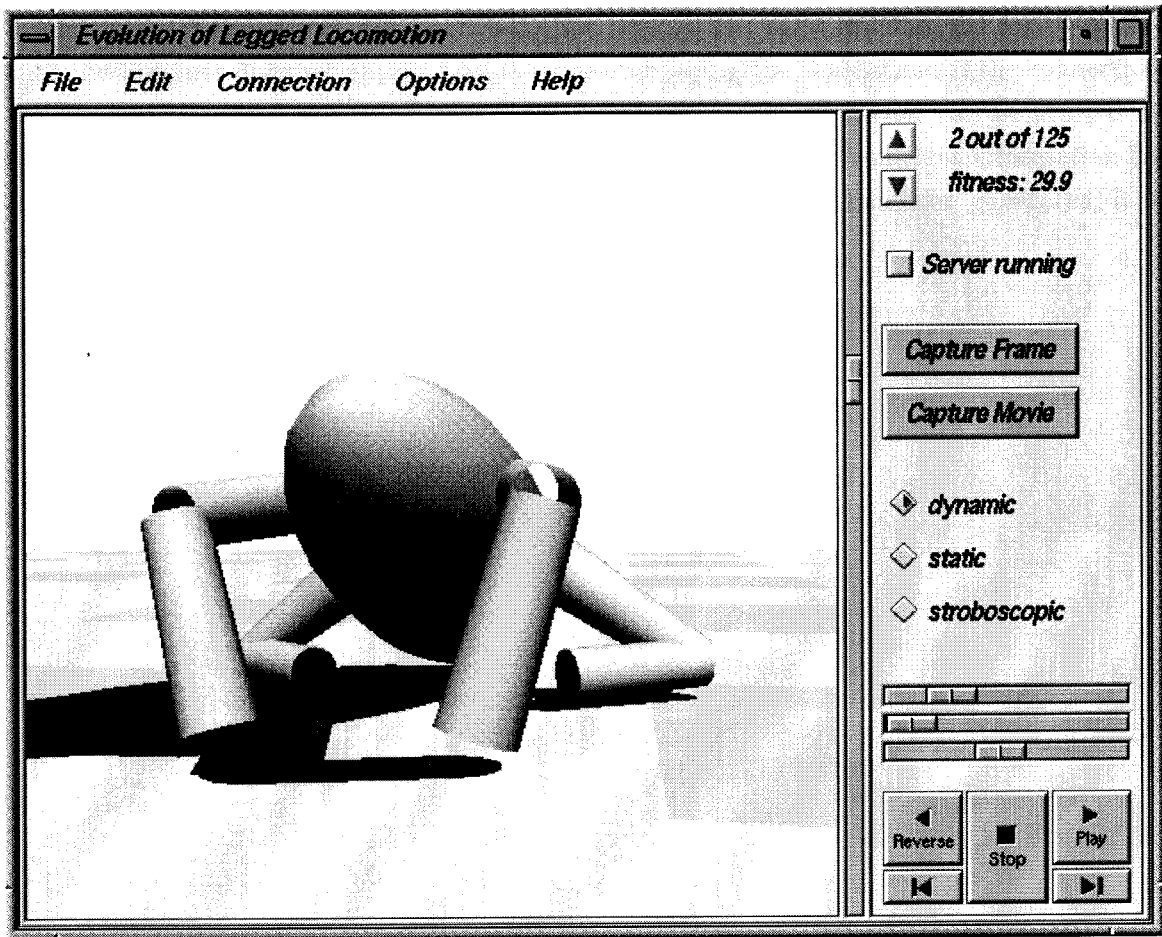 Evolution of Legged Locomotion
File Edit Connection Options Help
2 out of 125
fitness: 29.9
Server running
Capture Frame
Capture Movie
dynamic
static
stroboscopic
Reverse Stop Play